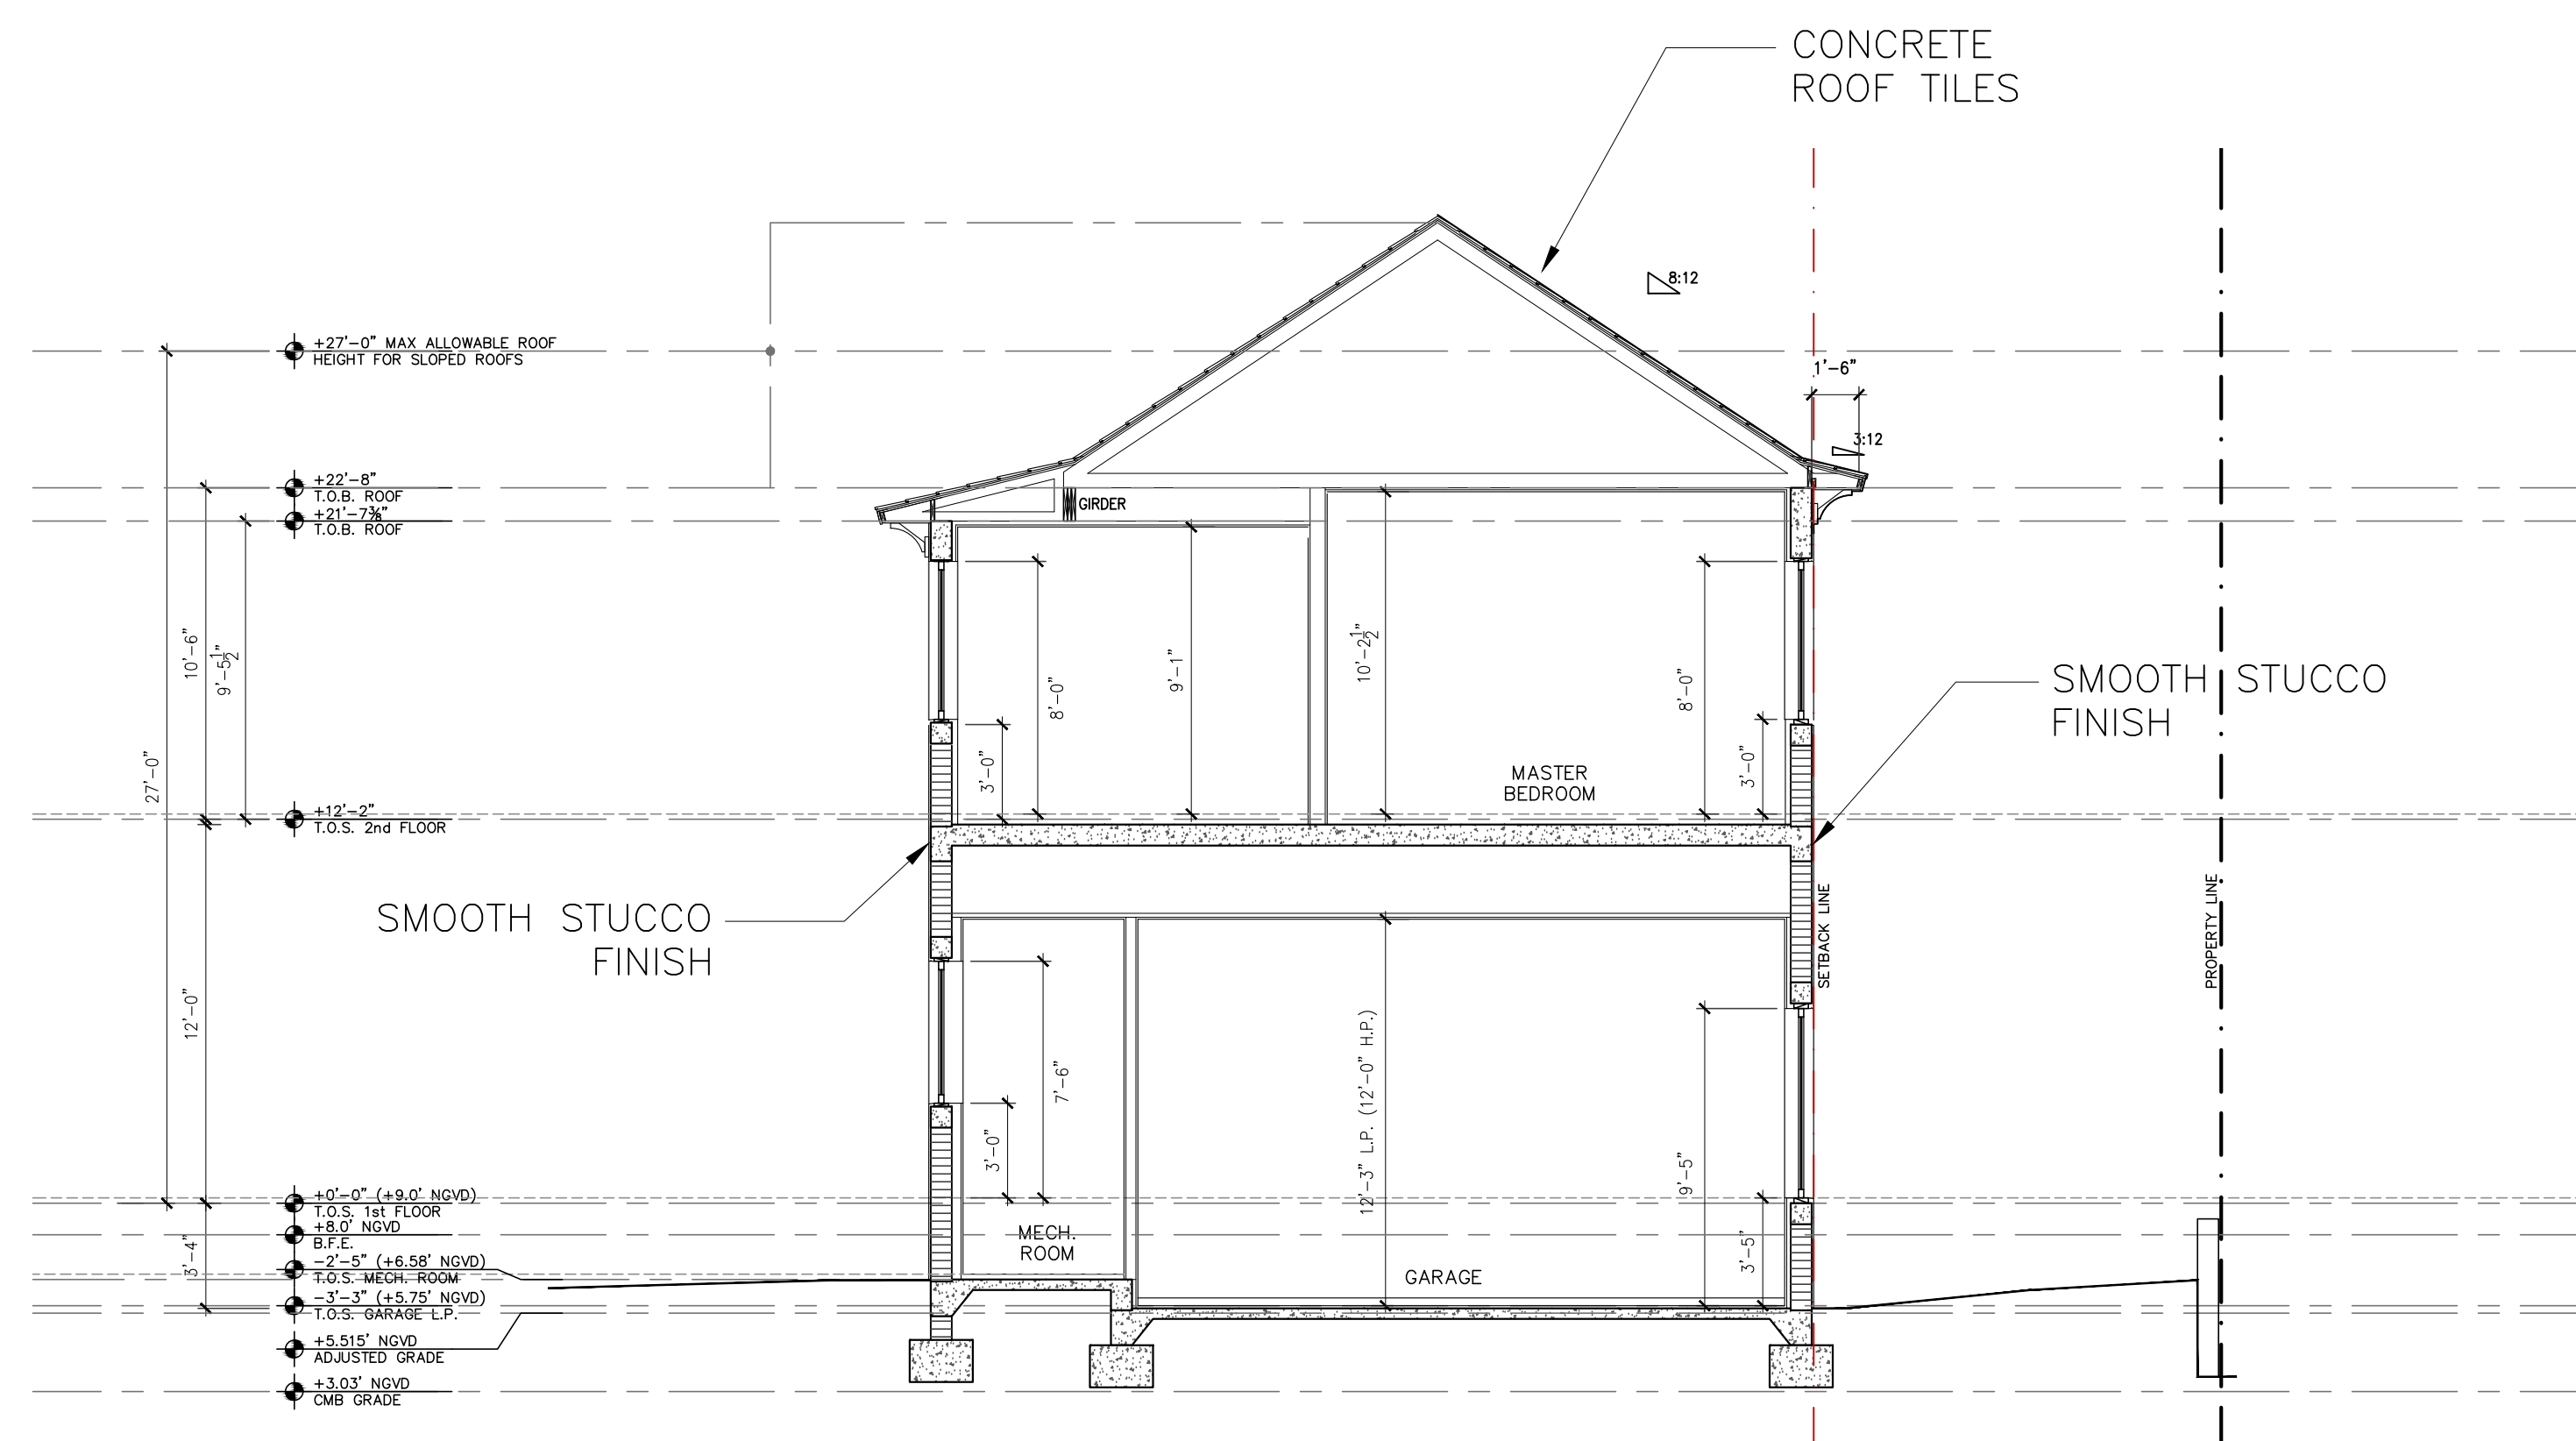 CONCRETE
ROOF TILES
8:12
+27'-0" MAX ALLOWABLE ROOF
HEIGHT FOR SLOPED ROOFS
1'-6"
3:12
+22'-8"
T.O.B. ROOF
+21'-7⅜"
T.O.B. ROOF
GIRDER
10'-6"
9'-5½"
8'-0"
9'-1"
10'-2½"
8'-0"
SMOOTH STUCCO
FINISH
27'-0"
3'-0"
MASTER
BEDROOM
3'-0"
+12'-2"
T.O.S. 2nd FLOOR
SMOOTH STUCCO
FINISH
SETBACK LINE
PROPERTY LINE
12'-0"
7'-6"
3'-0"
12'-3" L.P. (12'-0" H.P.)
9'-5"
+0'-0" (+9.0' NGVD)
T.O.S. 1st FLOOR
+8.0' NGVD
B.F.E.
3'-4"
-2'-5" (+6.58' NGVD)
T.O.S. MECH. ROOM
-3'-3" (+5.75' NGVD)
T.O.S. GARAGE L.P.
+5.515' NGVD
ADJUSTED GRADE
+3.03' NGVD
CMB GRADE
MECH.
ROOM
GARAGE
3'-5"